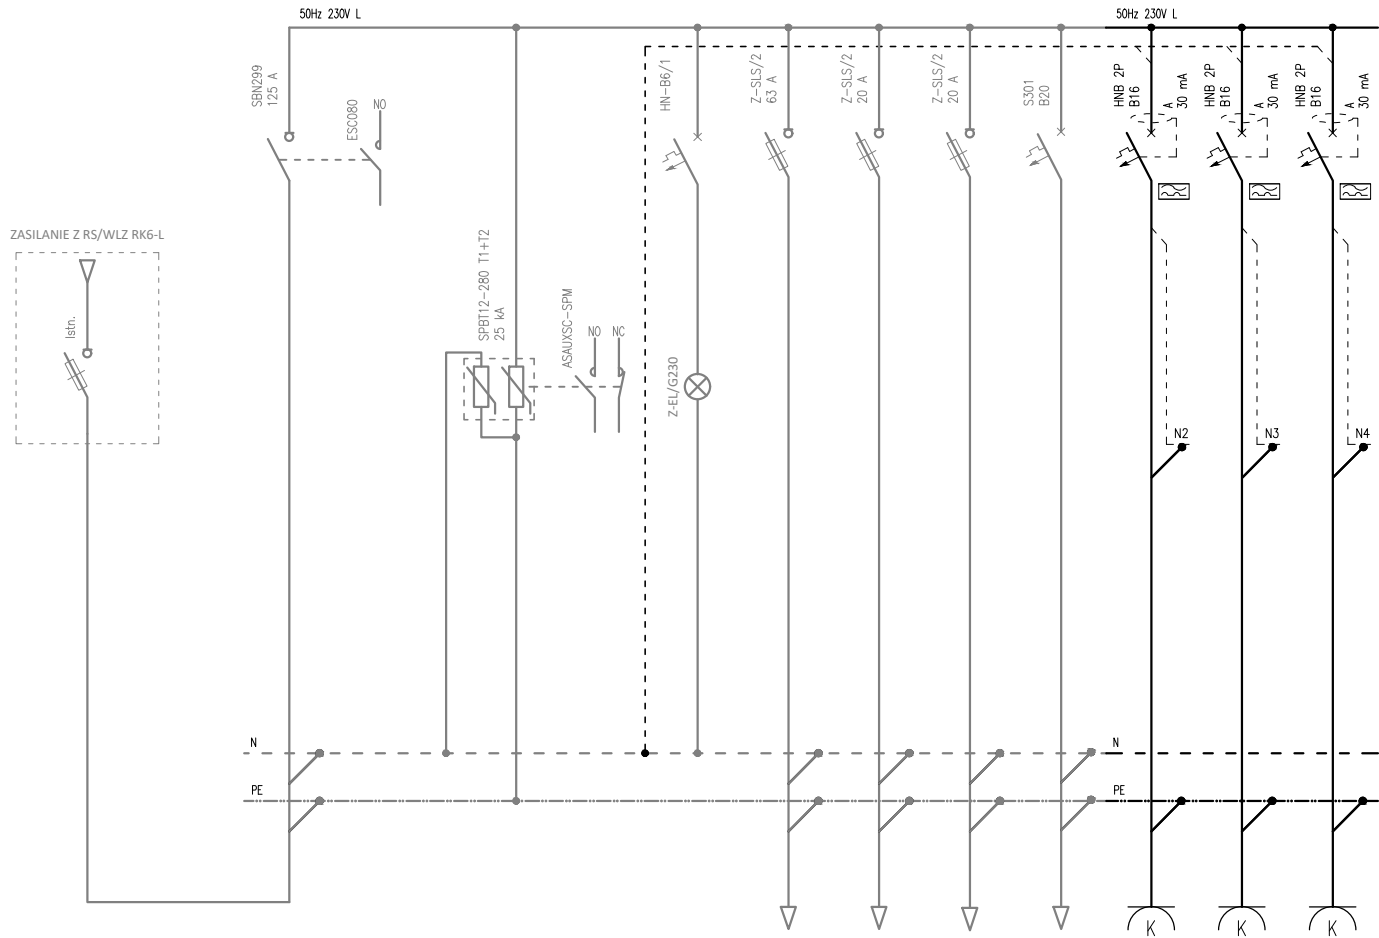 50Hz 230V L
50Hz 230V L
SBN299
125 A
ESC080
NO
HN-B6/1
Z-SLS/2
63 A
Z-SLS/2
20 A
Z-SLS/2
20 A
S301
B20
HNB 2P
B16
A
30 mA
HNB 2P
B16
A
30 mA
HNB 2P
B16
A
30 mA
ZASILANIE Z RS/WLZ RK6-L
Istn.
SPBT12-280 T1+T2
25 kA
ASAUXSC-SPM
NO
NC
Z-EL/G230
N2
N3
N4
N
N
PE
PE
K
K
K